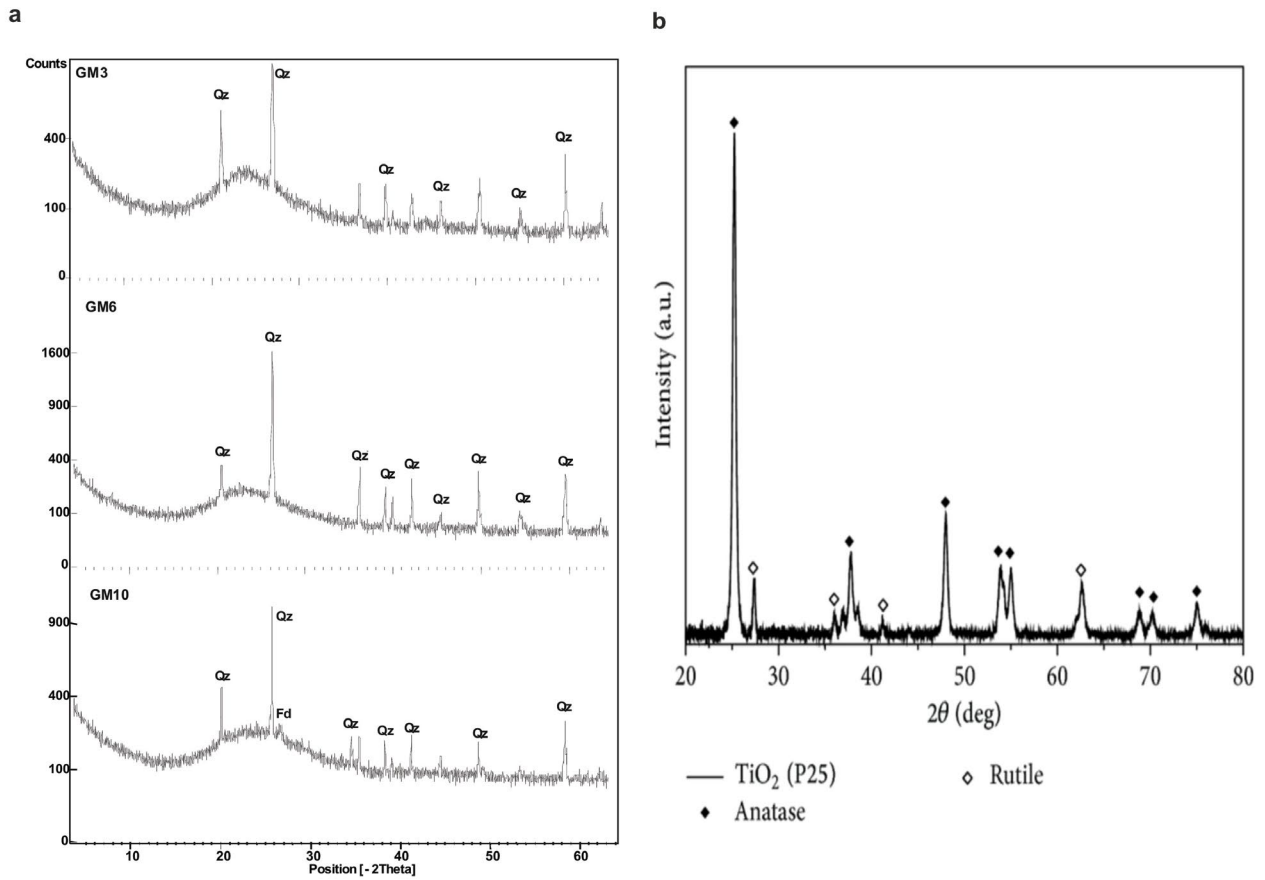 a
Counts
GM3
Qz
Qz
Qz
Qz
Qz
Qz
400
100
0
GM6
Qz
1600
900
400
100
0
Qz
Qz
Qz
Qz
Qz
Qz
Qz
Qz
GM10
Qz
900
400
100
0
Qz
Fd
Qz
Qz
Qz
Qz
Qz
10 20 30 40 50 60
Position [- 2Theta]
b
Intensity (a.u.)
20 30 40 50 60 70 80
2θ (deg)
TiO₂ (P25)
Rutile
Anatase